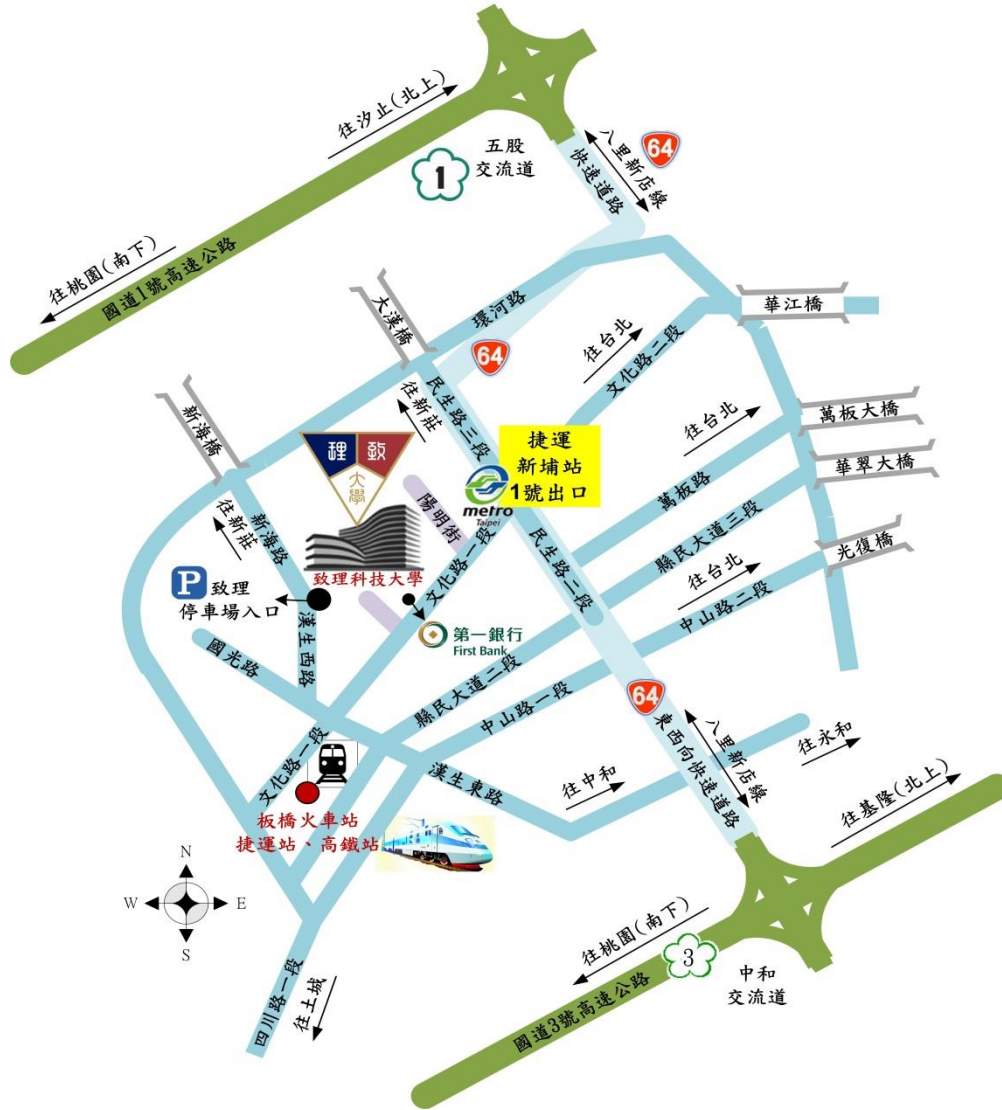 往汐止(北上)
五股
交流道
1
八里新店線
64
快速道路
往桃園(南下)
國道1號高速公路
大漢橋
環河路
華江橋
64
往台北
文化路二段
民生路三段
往新莊
新海橋
往台北
萬板大橋
理致
大學
捷運
新埔站
1號出口
metro
Taipei
萬板路
華翠大橋
陽明街
往新莊
新海路
縣民大道三段
光復橋
民生路二段
文化路一段
往台北
致理科技大學
P 致理
停車場入口
中山路二段
漢生西路
第一銀行
First Bank
國光路
縣民大道二段
中山路一段
64
東西向快速道路
八里新店線
文化路一段
漢生東路
往中和
往永和
板橋火車站
捷運站、高鐵站
往基隆(北上)
N
W
E
S
往桃園(南下)
3
中和
交流道
國道3號高速公路
四川路一段
往土城